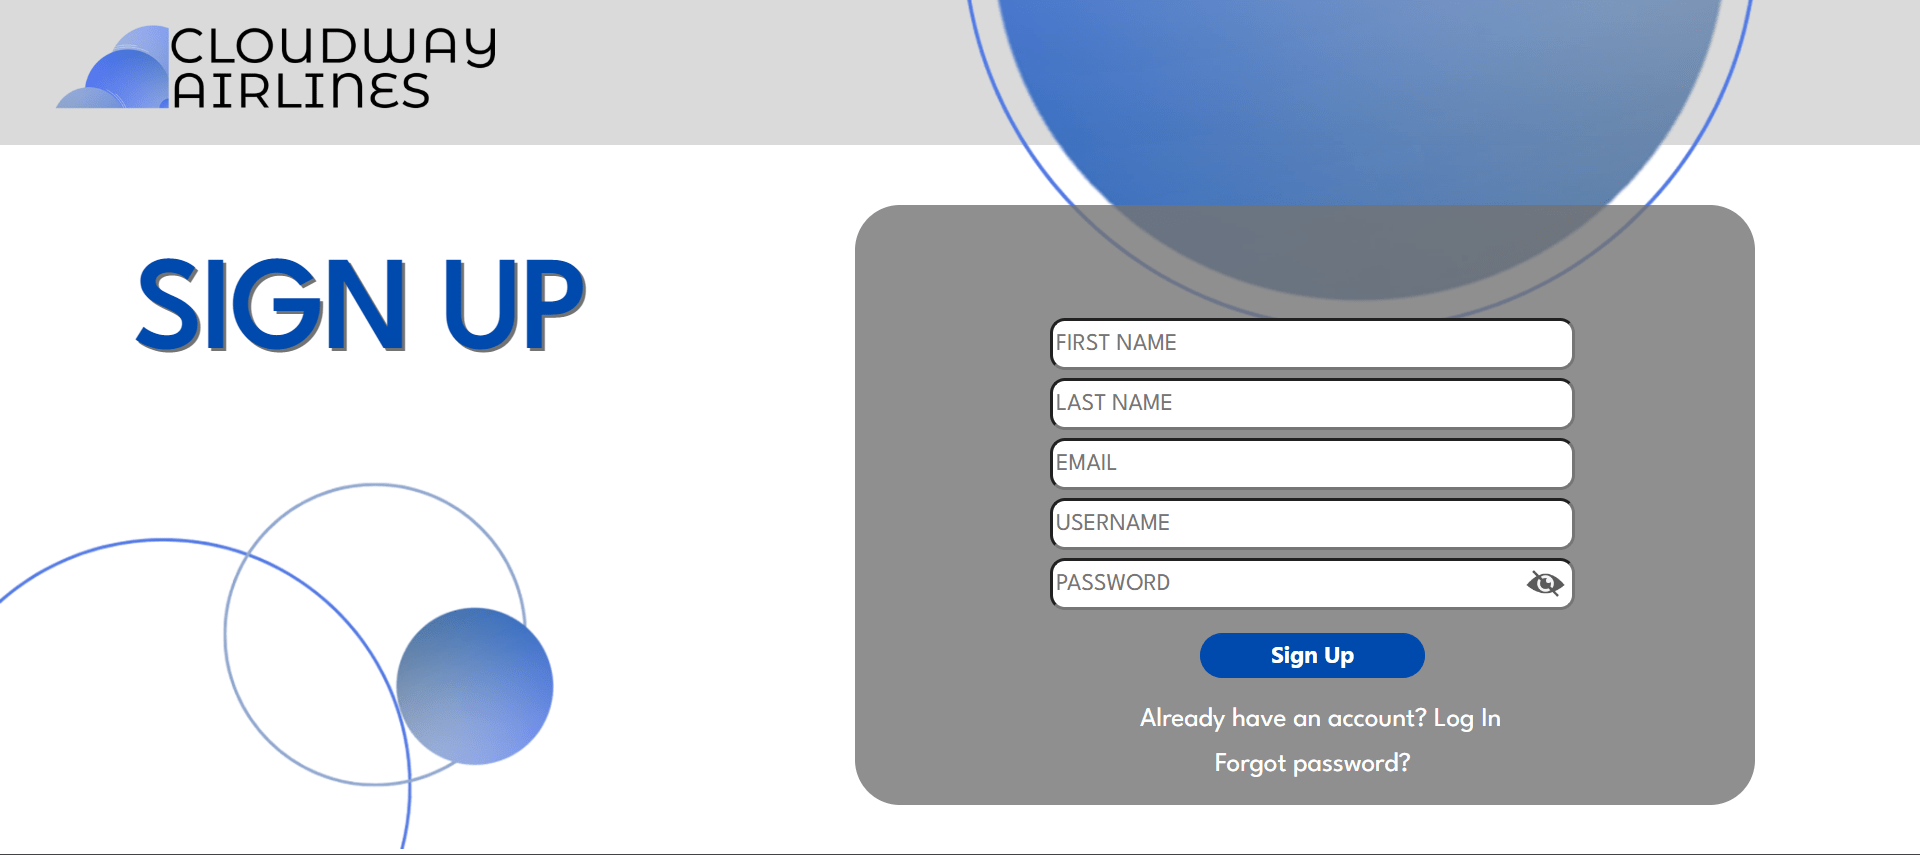 CLOUDWAY
AIRLINES
SIGN UP
FIRST NAME
LAST NAME
EMAIL
USERNAME
PASSWORD
Sign Up
Already have an account? Log In
Forgot password?